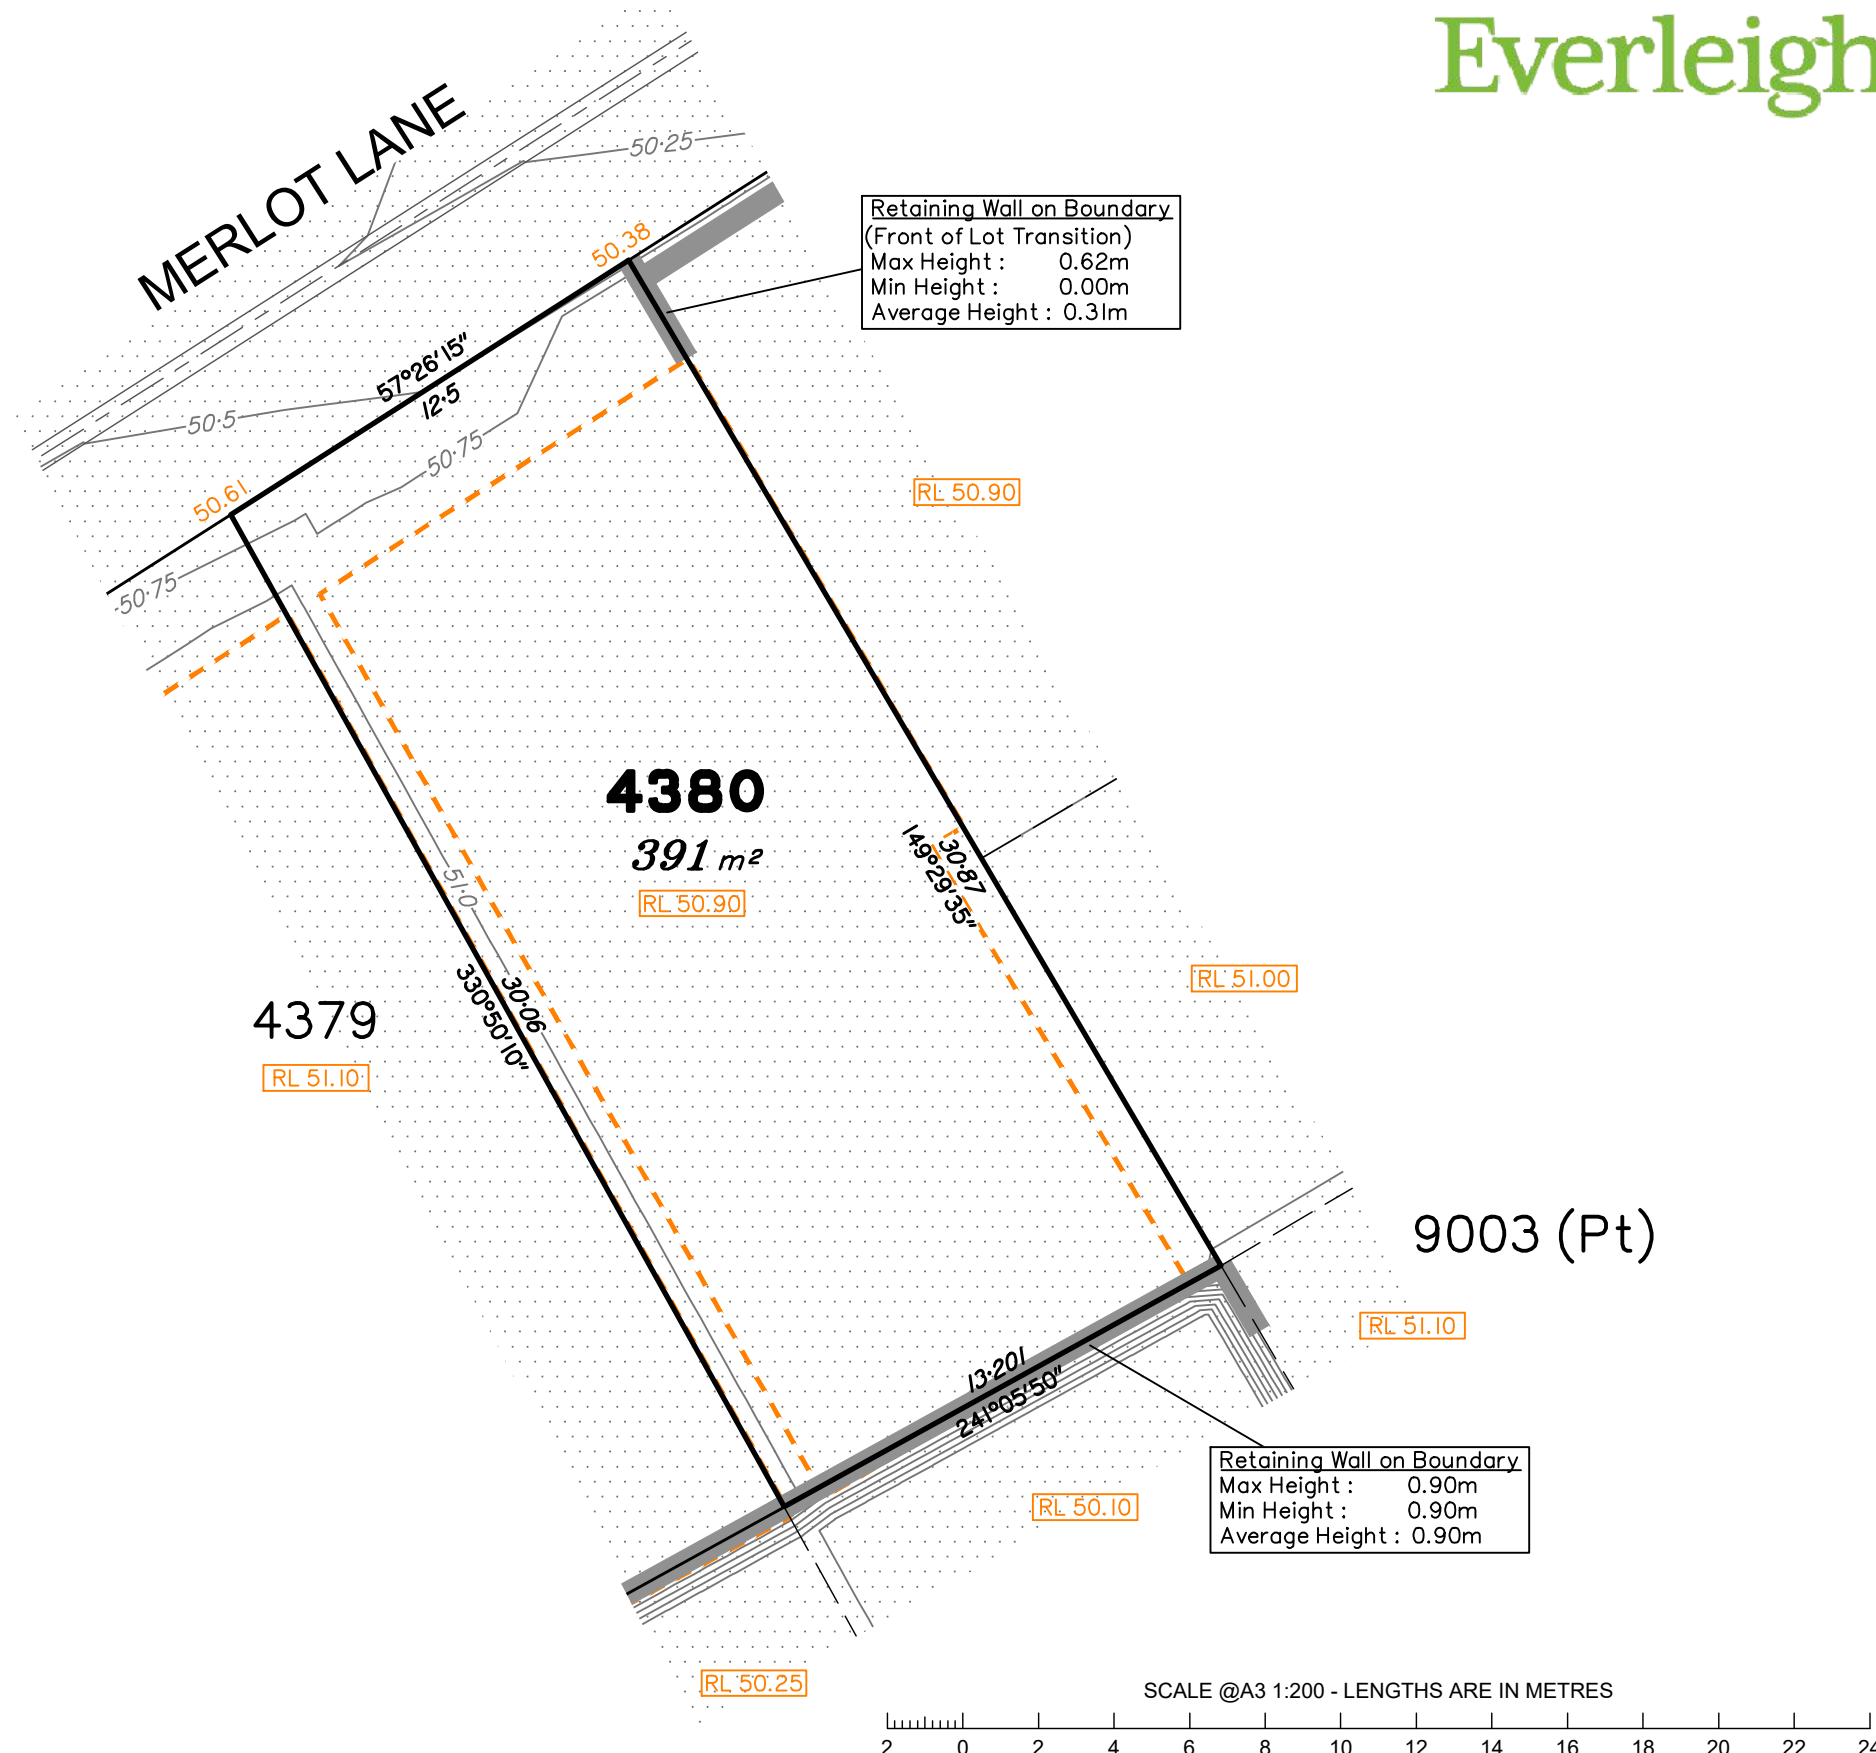 Everleigh
MERLOT LANE
50·25
50.38
Retaining Wall on Boundary
(Front of Lot Transition)
Max Height : 0.62m
Min Height : 0.00m
Average Height : 0.31m
57°26'15"
12·5
50·5
50·75
50.61
50·75
RL 50.90
4380
391 m²
RL 50.90
30·87
149°29'35"
51·0
RL 51.00
30·06
330°50'10"
4379
RL 51.10
9003 (Pt)
RL 51.10
13·201
241°05'50"
Retaining Wall on Boundary
Max Height : 0.90m
Min Height : 0.90m
Average Height : 0.90m
RL 50.10
RL 50.25
SCALE @A3 1:200 - LENGTHS ARE IN METRES
2 0 2 4 6 8 10 12 14 16 18 20 22 24